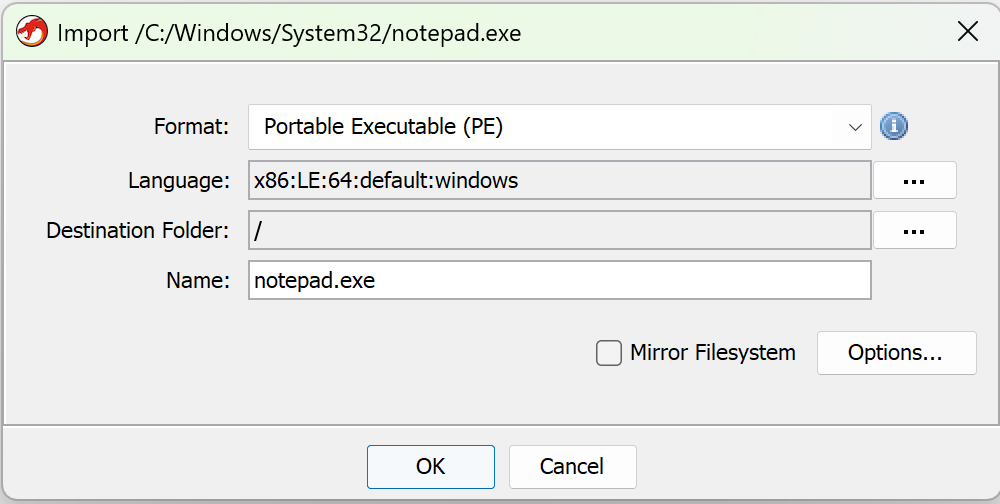 Import /C:/Windows/System32/notepad.exe
Format: Portable Executable (PE)
Language: x86:LE:64:default:windows ...
Destination Folder: / ...
Name: notepad.exe
Mirror Filesystem Options...
OK Cancel